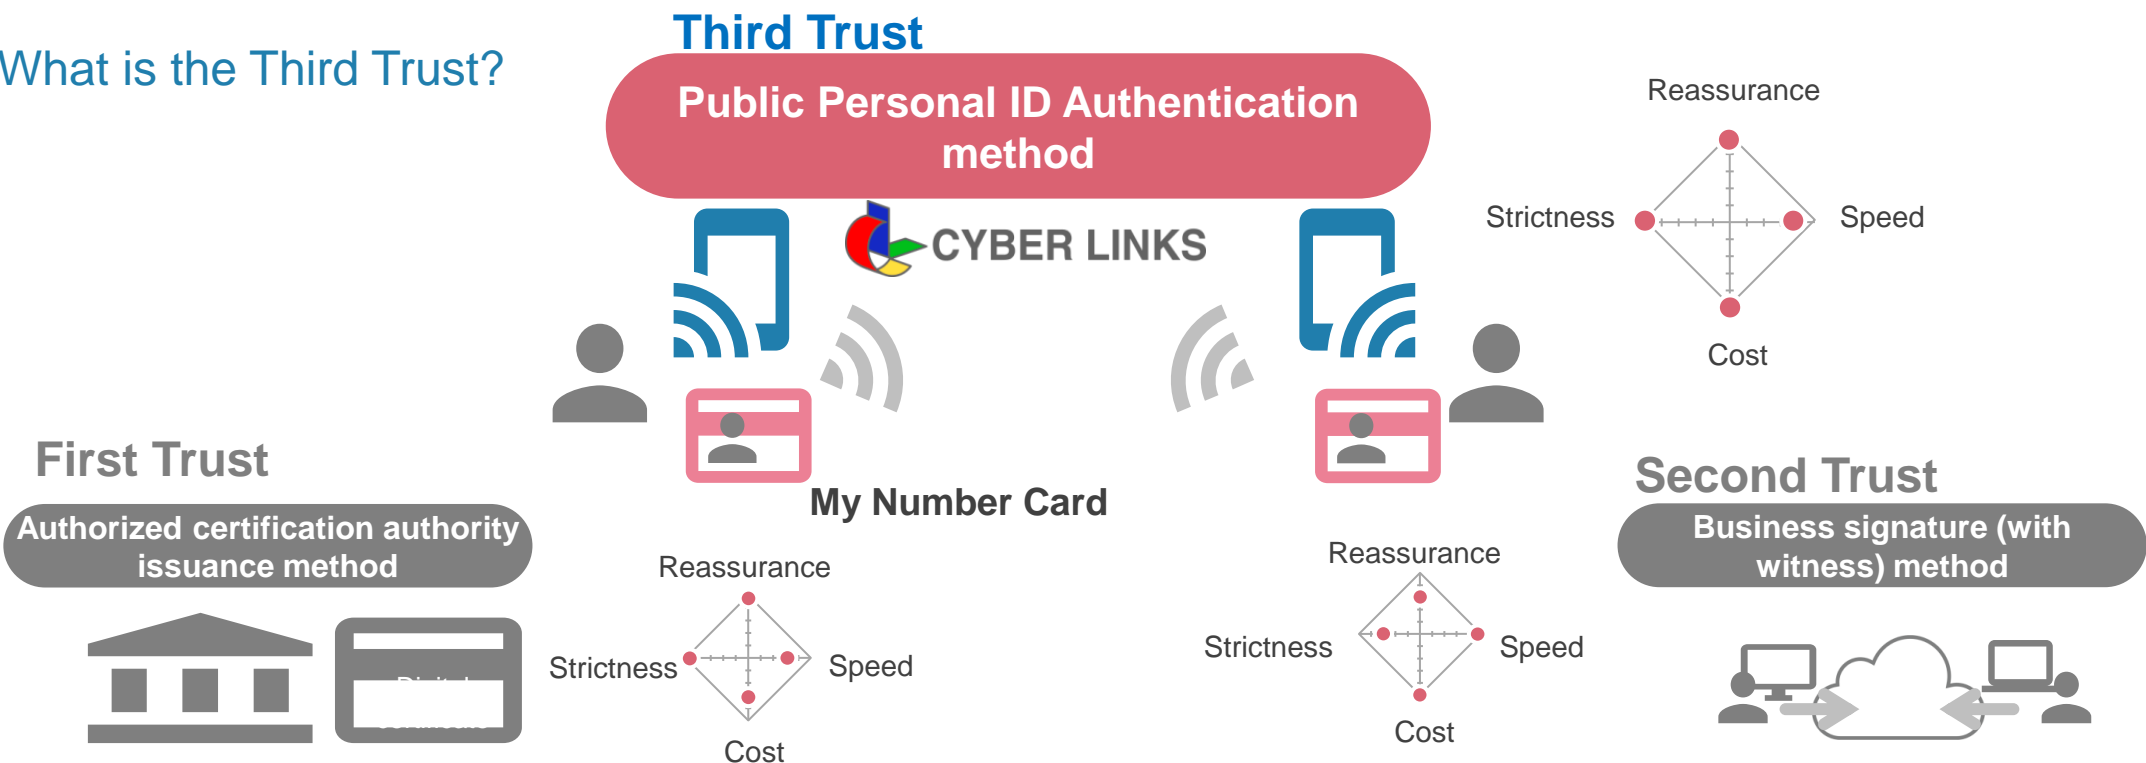 What is the Third Trust?
Third Trust
Public Personal ID Authentication
method
CYBER LINKS
Reassurance
Strictness
Speed
Cost
My Number Card
First Trust
Authorized certification authority
issuance method
Reassurance
Strictness
Speed
Cost
Reassurance
Strictness
Speed
Cost
Second Trust
Business signature (with
witness) method